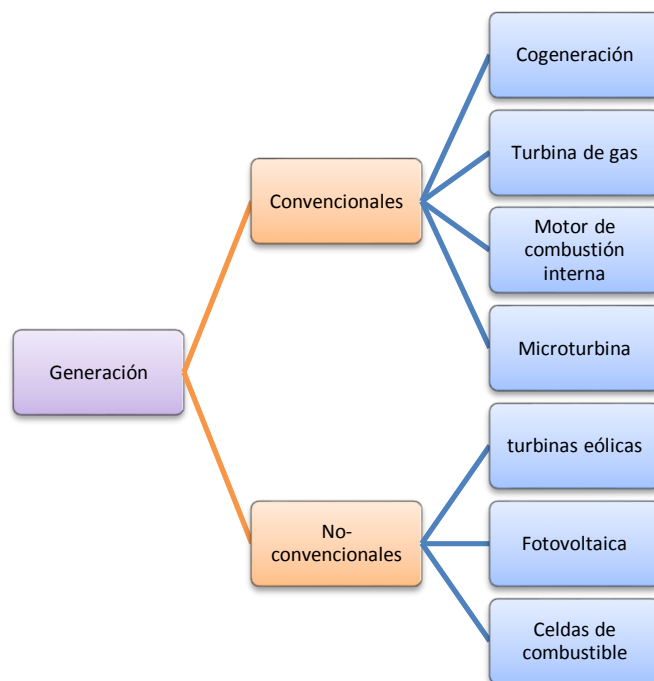 Generación
Convencionales
Cogeneración
Turbina de gas
Motor de
combustión
interna
Microturbina
No-
convencionales
turbinas eólicas
Fotovoltaica
Celdas de
combustible